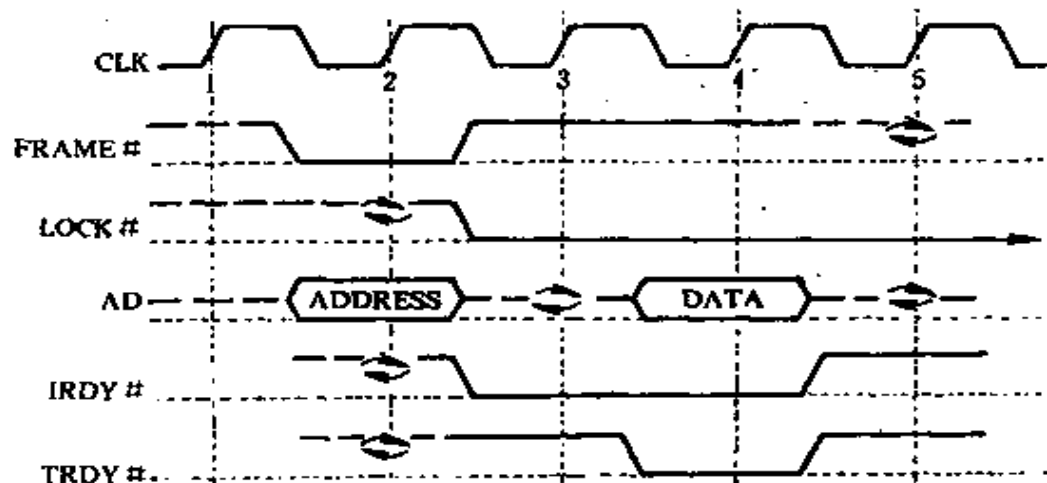 CLK
1 2 3 4 5
FRAME #
LOCK #
AD ADDRESS DATA
IRDY #
TRDY #